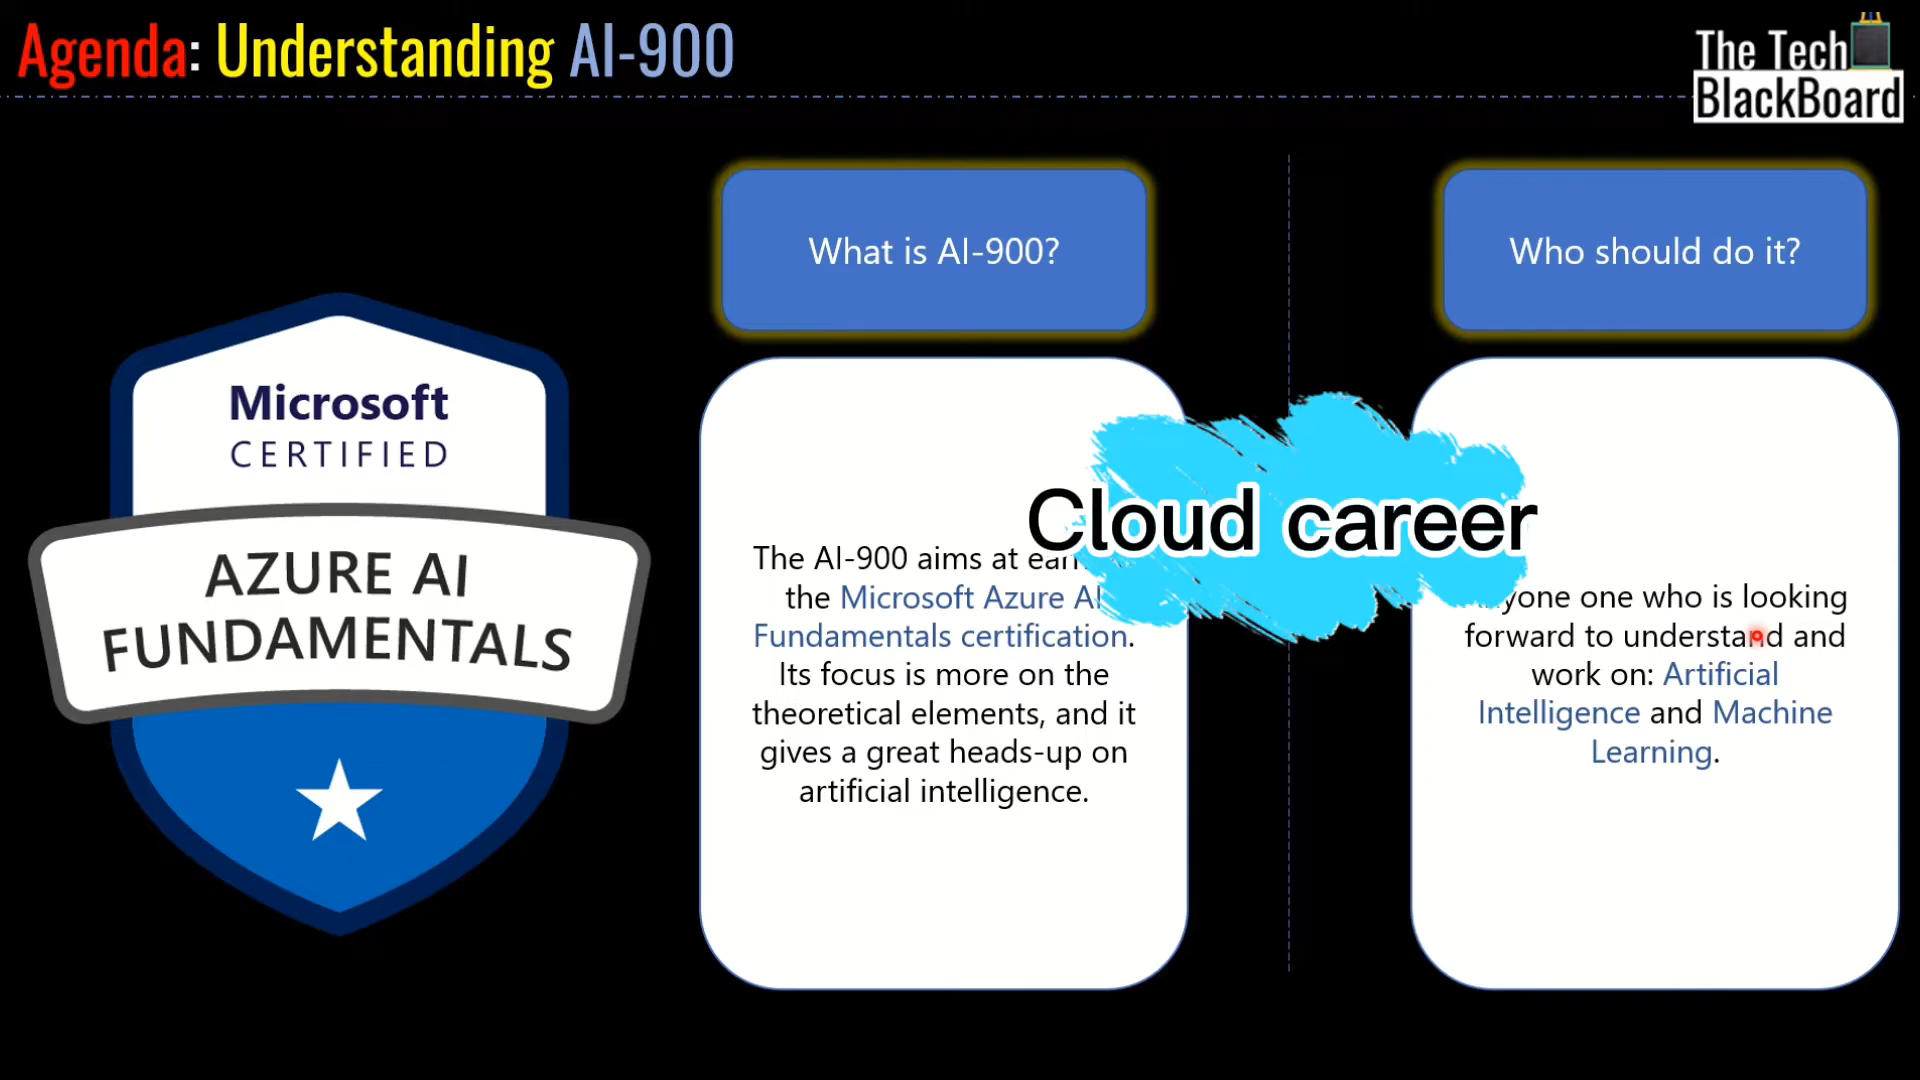 Agenda: Understanding AI-900
The Tech
BlackBoard
Microsoft
CERTIFIED
AZURE AI
FUNDAMENTALS
What is AI-900?
The AI-900 aims at
the Microsoft Azure AI
Fundamentals certification.
Its focus is more on the
theoretical elements, and it
gives a great heads-up on
artificial intelligence.
Cloud career
Who should do it?
one who is looking
forward to understand and
work on: Artificial
Intelligence and Machine
Learning.